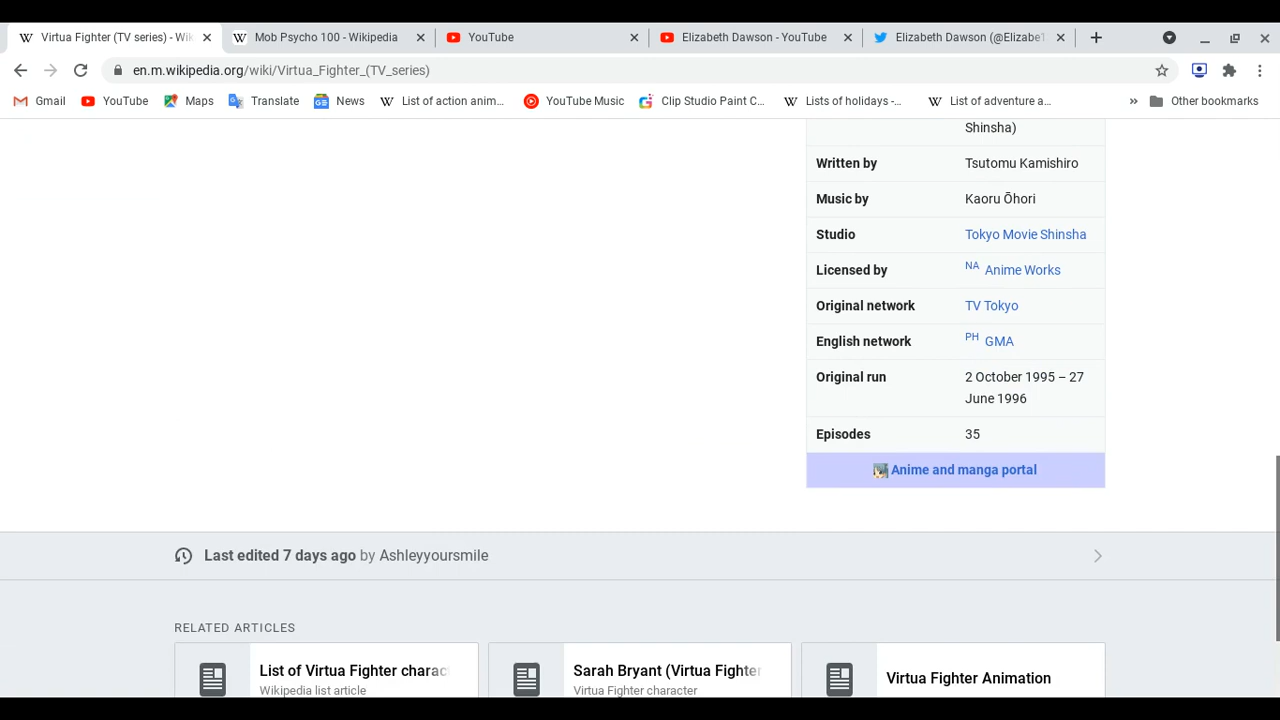 Virtua Fighter (TV series) - Wik
Mob Psycho 100 - Wikipedia
YouTube
Elizabeth Dawson - YouTube
Elizabeth Dawson (@Elizabe
en.m.wikipedia.org/wiki/Virtua_Fighter_(TV_series)
Gmail
YouTube
Maps
Translate
News
List of action anim...
YouTube Music
Clip Studio Paint C...
Lists of holidays -...
List of adventure a...
Other bookmarks
Shinsha)
Written by Tsutomu Kamishiro
Music by Kaoru Ōhori
Studio Tokyo Movie Shinsha
Licensed by NA Anime Works
Original network TV Tokyo
English network PH GMA
Original run 2 October 1995 – 27
June 1996
Episodes 35
Anime and manga portal
Last edited 7 days ago by Ashleyyoursmile
RELATED ARTICLES
List of Virtua Fighter charac
Wikipedia list article
Sarah Bryant (Virtua Fighter
Virtua Fighter character
Virtua Fighter Animation